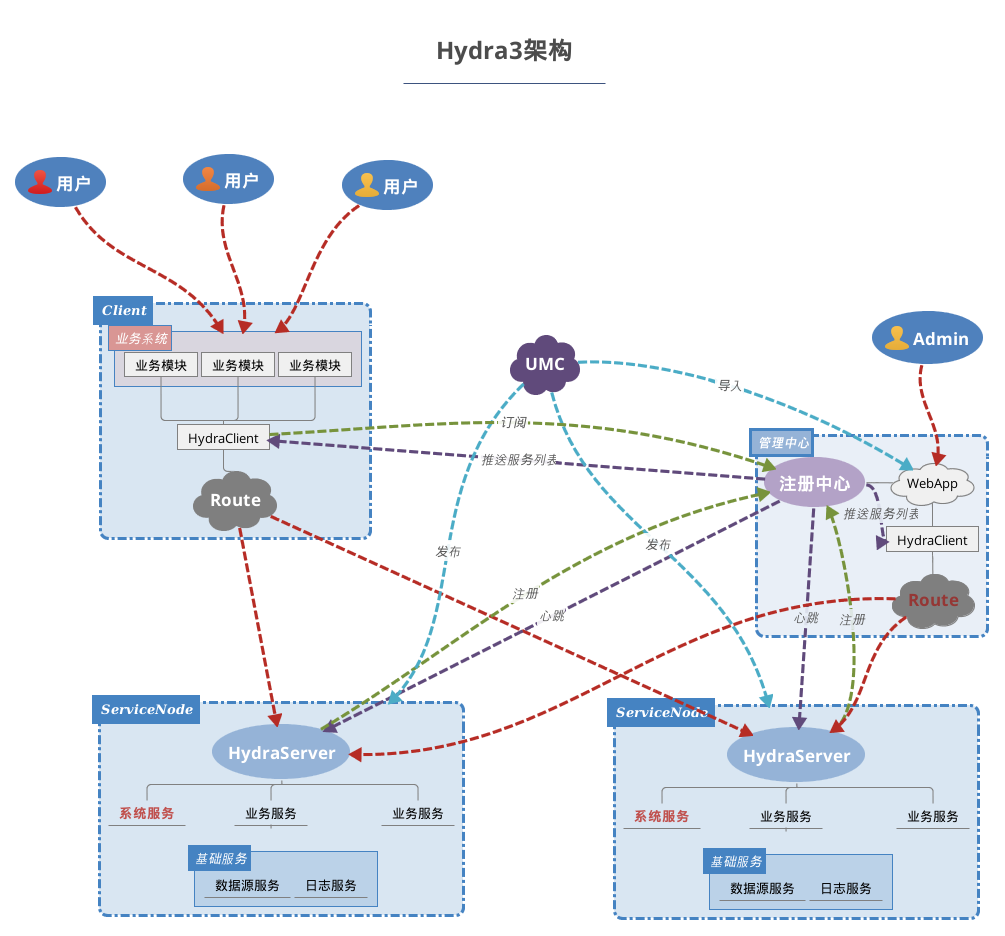 Hydra3架构
用户
用户
用户
Client
业务系统
业务模块
业务模块
业务模块
HydraClient
Route
UMC
Admin
导入
订阅
推送服务列表
管理中心
注册中心
WebApp
推送服务列表
HydraClient
Route
发布
发布
注册
心跳
心跳
注册
ServiceNode
HydraServer
系统服务
业务服务
业务服务
基础服务
数据源服务
日志服务
ServiceNode
HydraServer
系统服务
业务服务
业务服务
基础服务
数据源服务
日志服务